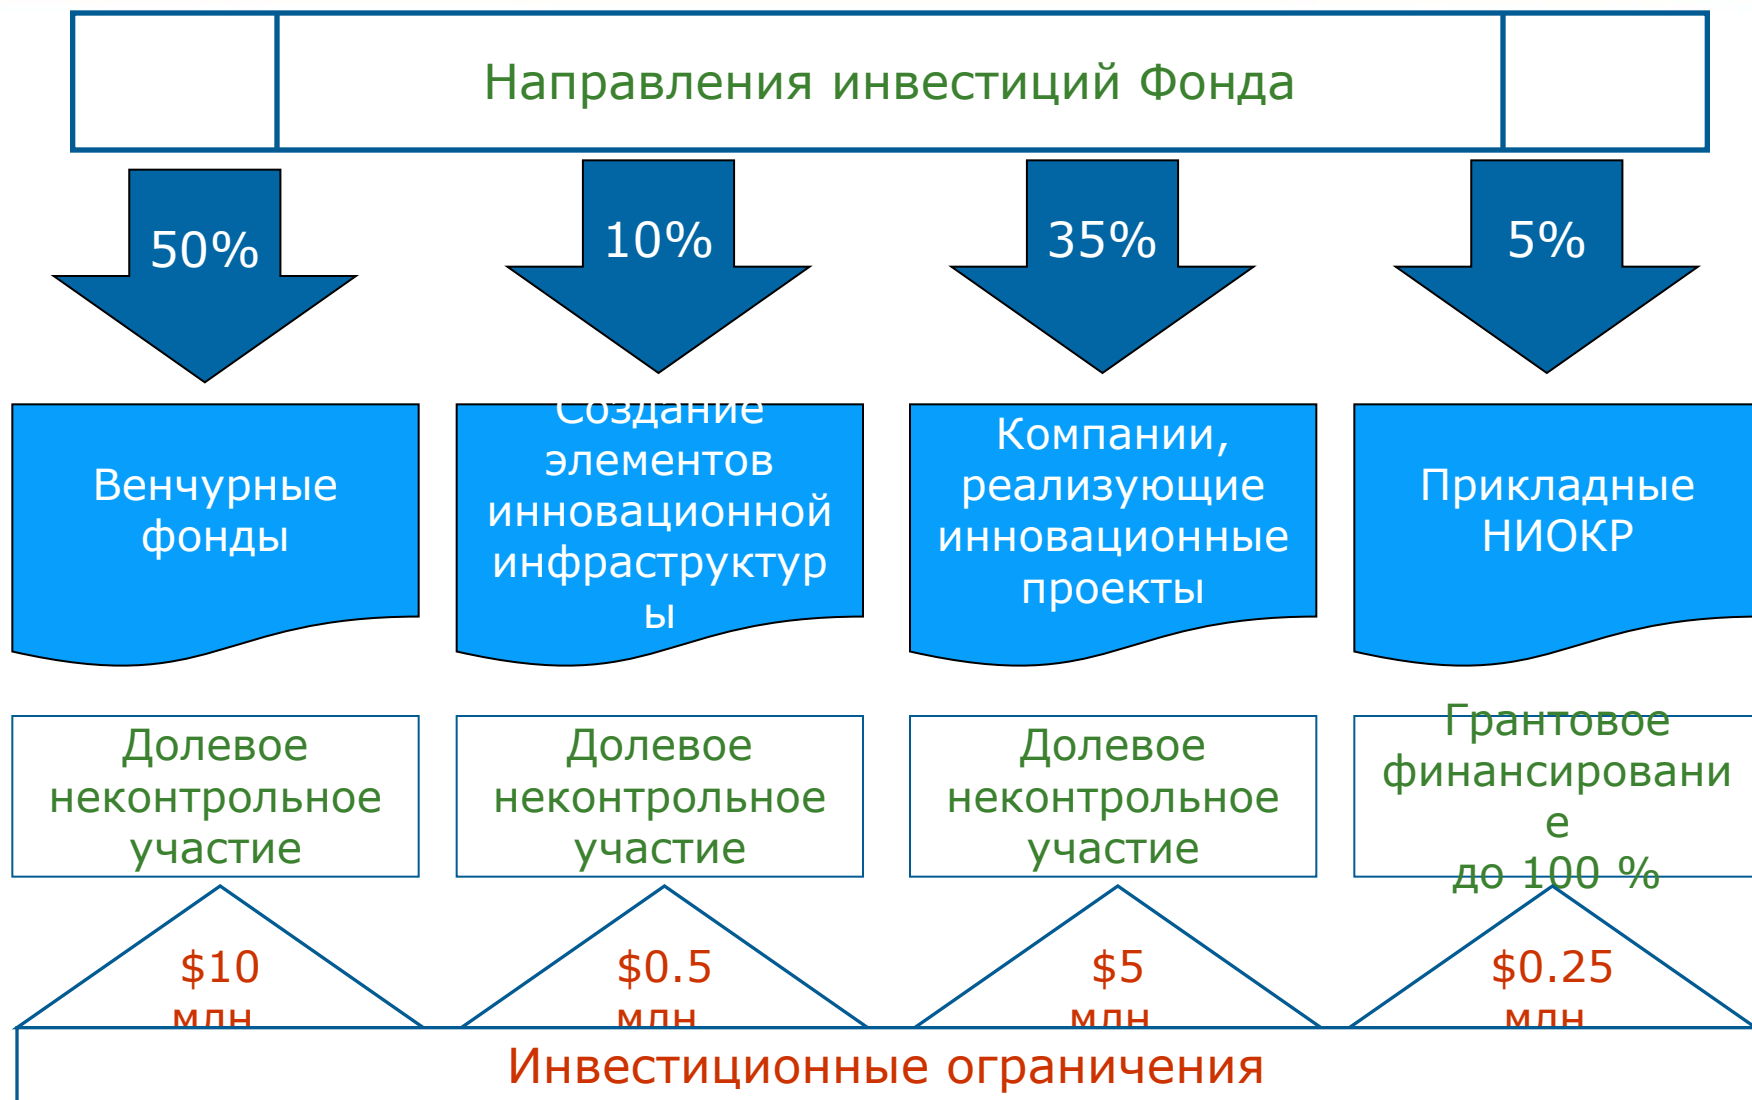 Направления инвестиций Фонда
50%
10%
35%
5%
Венчурные
фонды
Создание
элементов
инновационной
инфраструктур
ы
Компании,
реализующие
инновационные
проекты
Прикладные
НИОКР
Долевое
неконтрольное
участие
Долевое
неконтрольное
участие
Долевое
неконтрольное
участие
Грантовое
финансировани
е
до 100 %
$10
млн
$0.5
млн
$5
млн
$0.25
млн
Инвестиционные ограничения